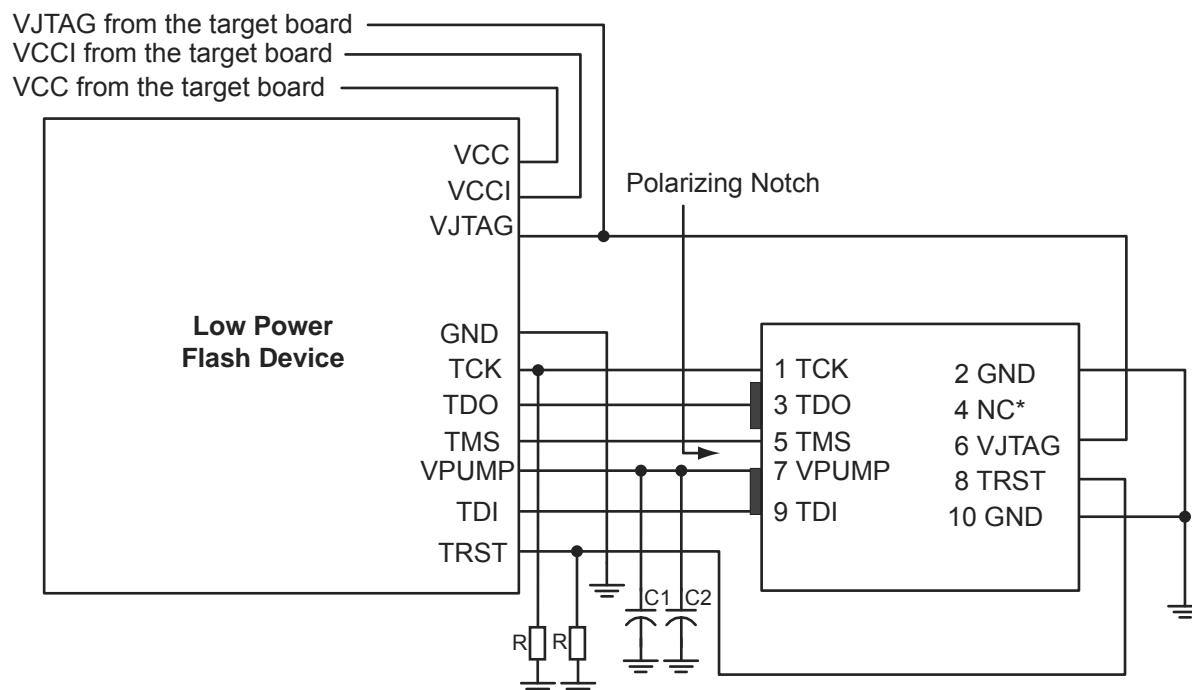 VJTAG from the target board
VCCI from the target board
VCC from the target board
VCC
VCCI
VJTAG
Low Power
Flash Device
GND
TCK
TDO
TMS
VPUMP
TDI
TRST
Polarizing Notch
1 TCK
3 TDO
5 TMS
7 VPUMP
9 TDI
2 GND
4 NC*
6 VJTAG
8 TRST
10 GND
C1
C2
R
R